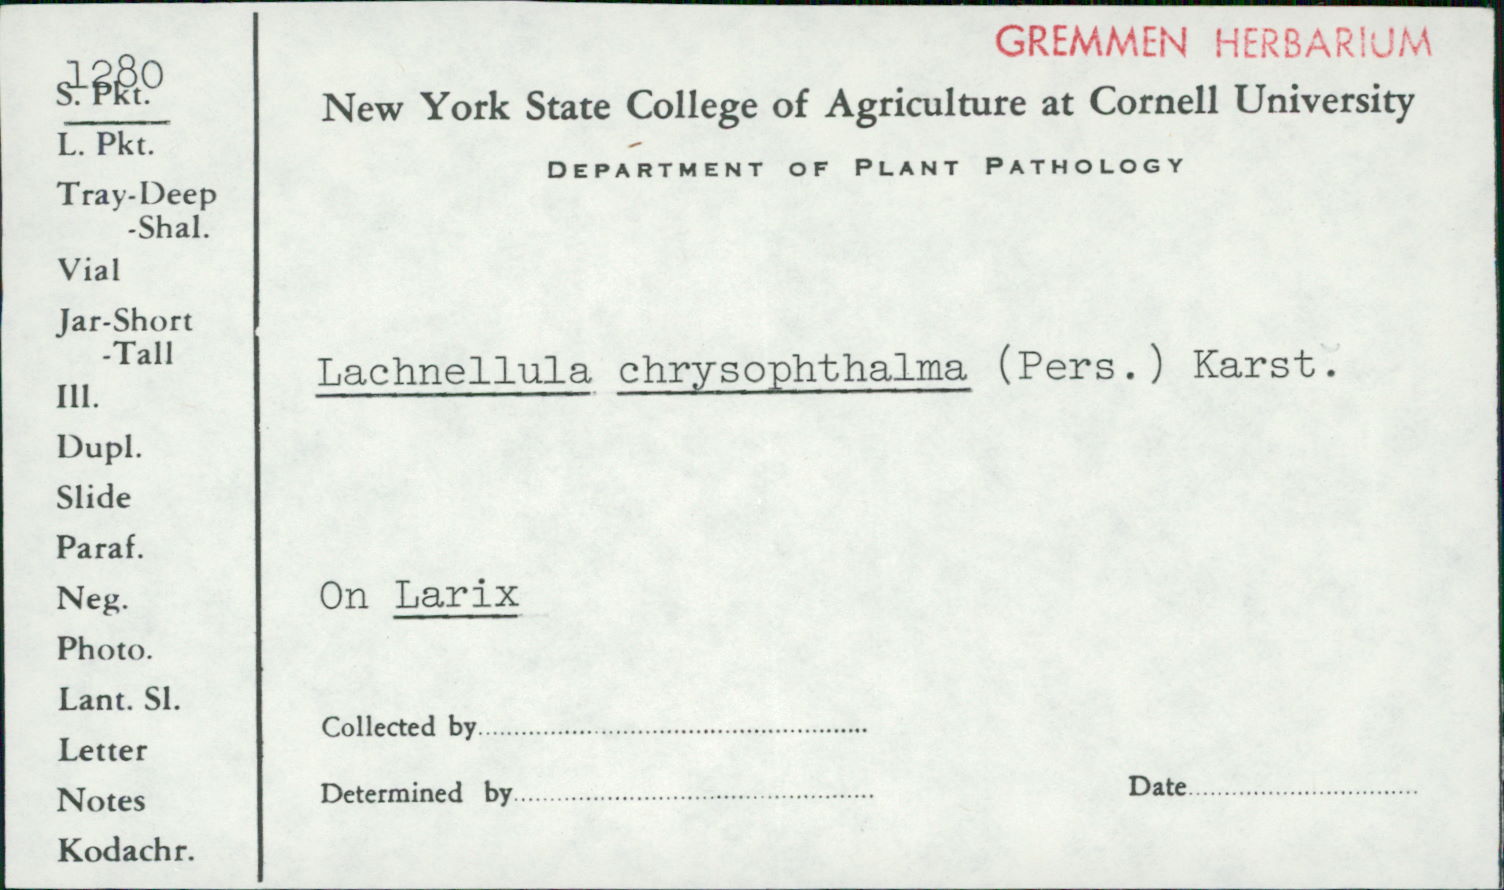 GREMMEN HERBARIUM
New York State College of Agriculture at Cornell University
DEPARTMENT OF PLANT PATHOLOGY
1280
S. Pkt.
L. Pkt.
Tray-Deep
-Shal.
Vial
Jar-Short
-Tall
Ill.
Dupl.
Slide
Paraf.
Neg.
Photo.
Lant. Sl.
Letter
Notes
Kodachr.
Lachnellula chrysophthalma (Pers.) Karst.
On Larix
Collected by
Determined by
Date